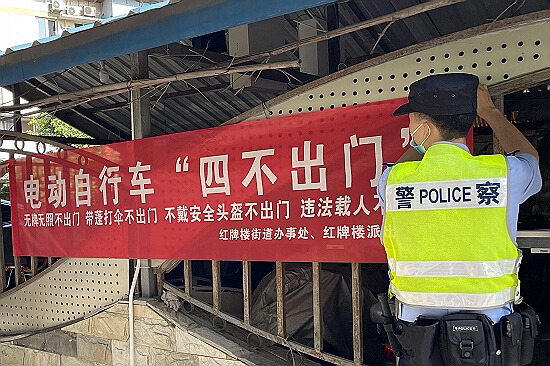 电动自行车“四不出门”
无牌无照不出门 带蓬打伞不出门 不戴安全头盔不出门 违法载人不
红牌楼街道办事处、红牌楼派
警 POLICE 察
POLICE